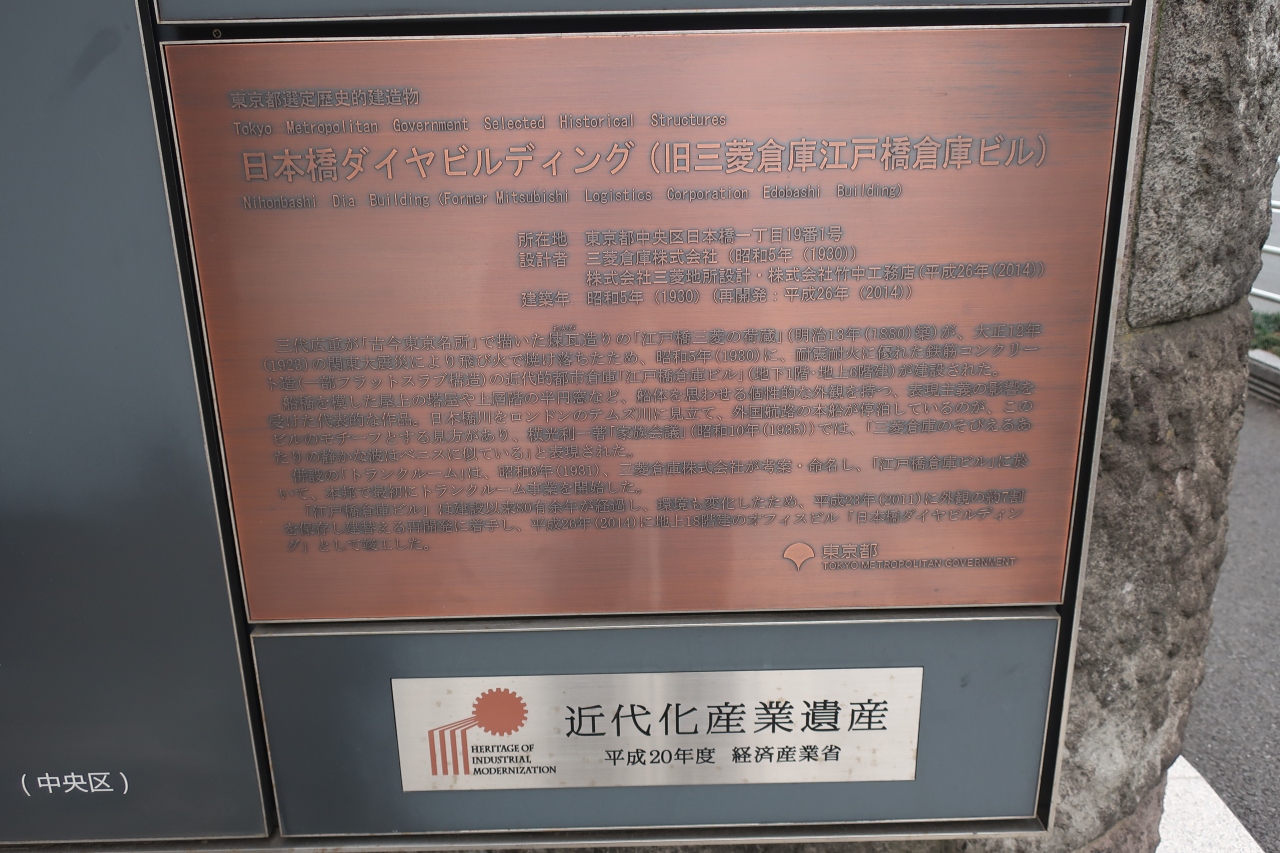 東京都選定歴史的建造物
Tokyo Metropolitan Government Selected Historical Structures
日本橋ダイヤビルディング（旧三菱倉庫江戸橋倉庫ビル）
Nihonbashi Dia Building (Former Mitsubishi Logistics Corporation Edobashi Building)
所在地 東京都中央区日本橋一丁目19番1号
設計者 三菱倉庫株式会社（昭和5年（1930））
株式会社三菱地所設計・株式会社竹中工務店（平成26年（2014））
建築年 昭和5年（1930）（再開発：平成26年（2014））
三代広重が「古今東京名所」で描いた煉瓦造りの「江戸橋三菱の荷蔵」（明治13年（1880）築）が、大正12年
（1923）の関東大震災により飛び火で焼け落ちたため、昭和5年（1930）に、耐震耐火に優れた鉄筋コンクリー
ト造（一部フラットスラブ構造）の近代的都市倉庫「江戸橋倉庫ビル」（地下1階・地上6階建）が建設された。
船橋を模した屋上の塔屋や上層階の半円窓など、船体を思わせる個性的な外観を持つ、表現主義の影響を
受けた代表的な作品。日本橋川をロンドンのテムズ川に見立て、外国航路の本船が停泊しているのが、この
ビルのモチーフとする見方があり、横光利一著「家族会議」（昭和10年（1935））では、「三菱倉庫のそびえるあ
たりの静かな波はベニスに似ている」と表現された。
併設の「トランクルーム」は、昭和6年（1931）、三菱倉庫株式会社が考案・命名し、「江戸橋倉庫ビル」に於
いて、本邦で最初にトランクルーム事業を開始した。
「江戸橋倉庫ビル」は建設以来80有余年が経過し、環境も変化したため、平成23年（2011）に外観の約7割
を保存し建替える再開発に着手し、平成26年（2014）に地上18階建のオフィスビル「日本橋ダイヤビルディン
グ」として竣工した。
東京都
TOKYO METROPOLITAN GOVERNMENT
HERITAGE OF
INDUSTRIAL
MODERNIZATION
近代化産業遺産
平成20年度 経済産業省
（中央区）